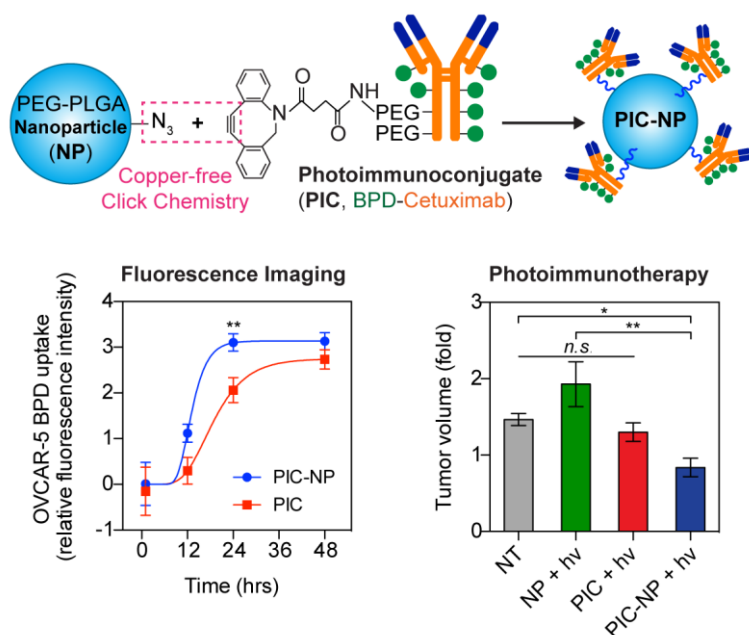 PEG-PLGA
Nanoparticle
(NP)
N3
+
N
O
O
NH
PEG
PEG
Copper-free
Click Chemistry
Photoimmunoconjugate
(PIC, BPD-Cetuximab)
PIC-NP
Fluorescence Imaging
OVCAR-5 BPD uptake
(relative fluorescence intensity)
4
3
2
1
0
-1
**
PIC-NP
PIC
0 12 24 36 48
Time (hrs)
Photoimmunotherapy
Tumor volume (fold)
3
2
1
0
*
**
n.s.
NT
NP + hv
PIC + hv
PIC-NP + hv